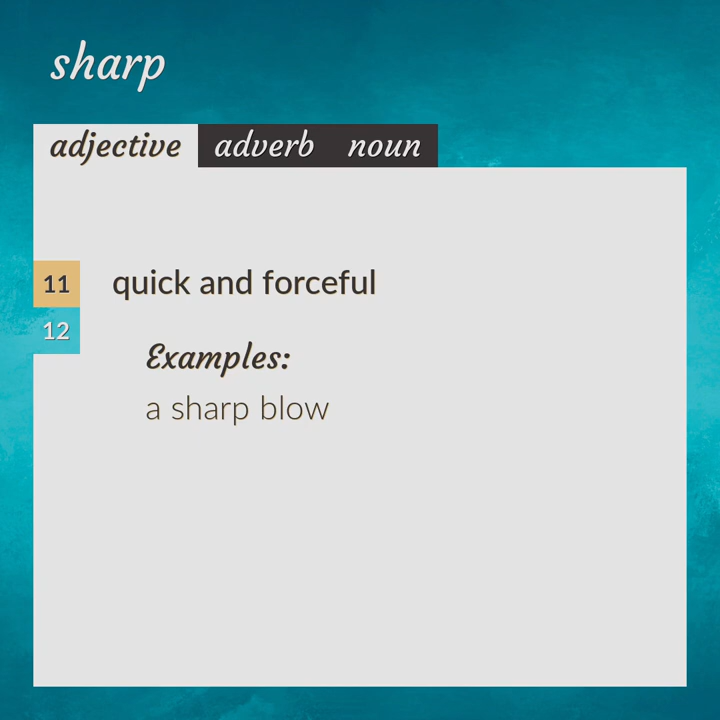 sharp
adjective adverb noun
11 quick and forceful
12
Examples:
a sharp blow